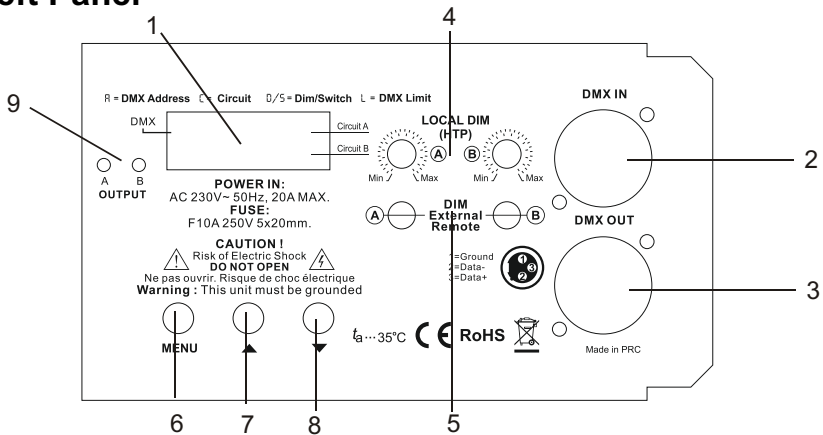 1
4
9
A = DMX Address C = Circuit D/S = Dim/Switch L = DMX Limit
DMX
Circuit A
Circuit B
A B
OUTPUT
POWER IN:
AC 230V~ 50Hz, 20A MAX.
FUSE:
F10A 250V 5x20mm.
LOCAL DIM
(HTP)
A B
Min Max Min Max
DIM
External
Remote
A B
DMX IN
2
DMX OUT
3
CAUTION !
Risk of Electric Shock
DO NOT OPEN
Ne pas ouvrir. Risque de choc électrique
Warning : This unit must be grounded
1=Ground
2=Data-
3=Data+
1
3
2
MENU
ta...35°C CE RoHS
Made in PRC
6 7 8 5